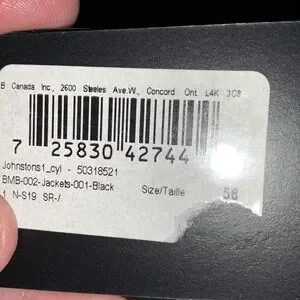 B Canada Inc., 2600 Steeles Ave.W., Concord Ont L4K 3C8
7 25830 42744
Johnstons1_cyl - 50318521
BMB-002-Jackets-001-Black
Size/Taille 58
1 N-S19 SR-/